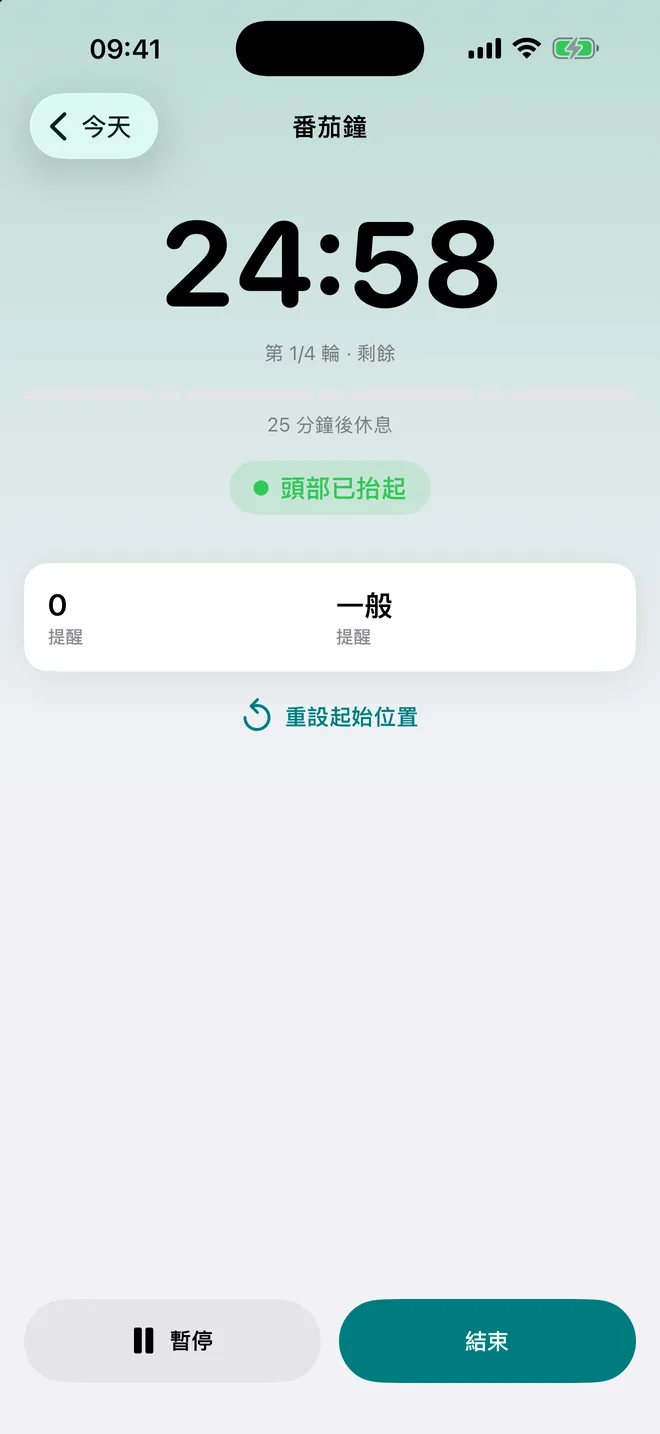 09:41
今天
番茄鐘
24:58
第 1/4 輪 · 剩餘
25 分鐘後休息
頭部已抬起
0
提醒
一般
提醒
重設起始位置
暫停
結束